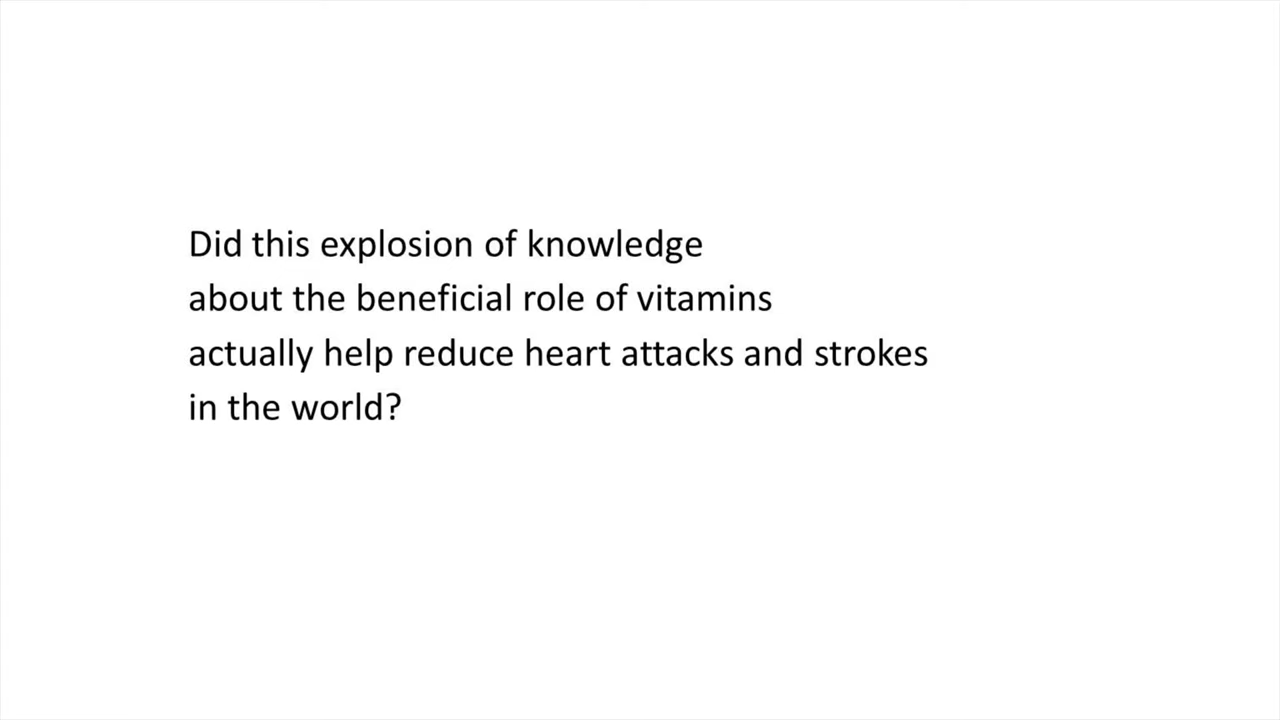 Did this explosion of knowledge
about the beneficial role of vitamins
actually help reduce heart attacks and strokes
in the world?